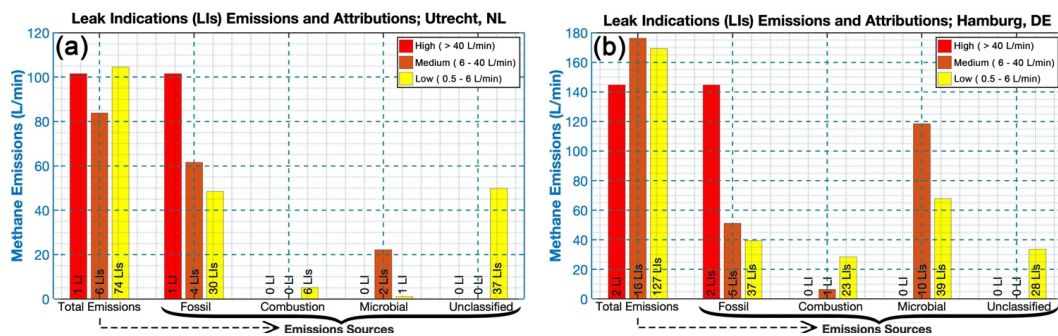 Leak Indications (LIs) Emissions and Attributions; Utrecht, NL
(a)
High ( > 40 L/min)
Medium ( 6 - 40 L/min)
Low ( 0.5 - 6 L/min)
Methane Emissions (L/min)
120
100
80
60
40
20
0
1 LI
6 LIs
74 LIs
1 LI
4 LIs
30 LIs
0 LI
0 LI
6 LIs
0 LI
2 LIs
1 LI
0 LI
0 LI
37 LIs
Total Emissions
Fossil
Combustion
Microbial
Unclassified
Emissions Sources
Leak Indications (LIs) Emissions and Attributions; Hamburg, DE
(b)
High ( > 40 L/min)
Medium ( 6 - 40 L/min)
Low ( 0.5 - 6 L/min)
Methane Emissions (L/min)
180
160
140
120
100
80
60
40
20
0
2 LI
16 LIs
127 LIs
2 LIs
5 LIs
37 LIs
0 LI
1 LI
23 LIs
0 LI
10 LIs
39 LIs
0 LI
0 LI
28 LIs
Total Emissions
Fossil
Combustion
Microbial
Unclassified
Emissions Sources